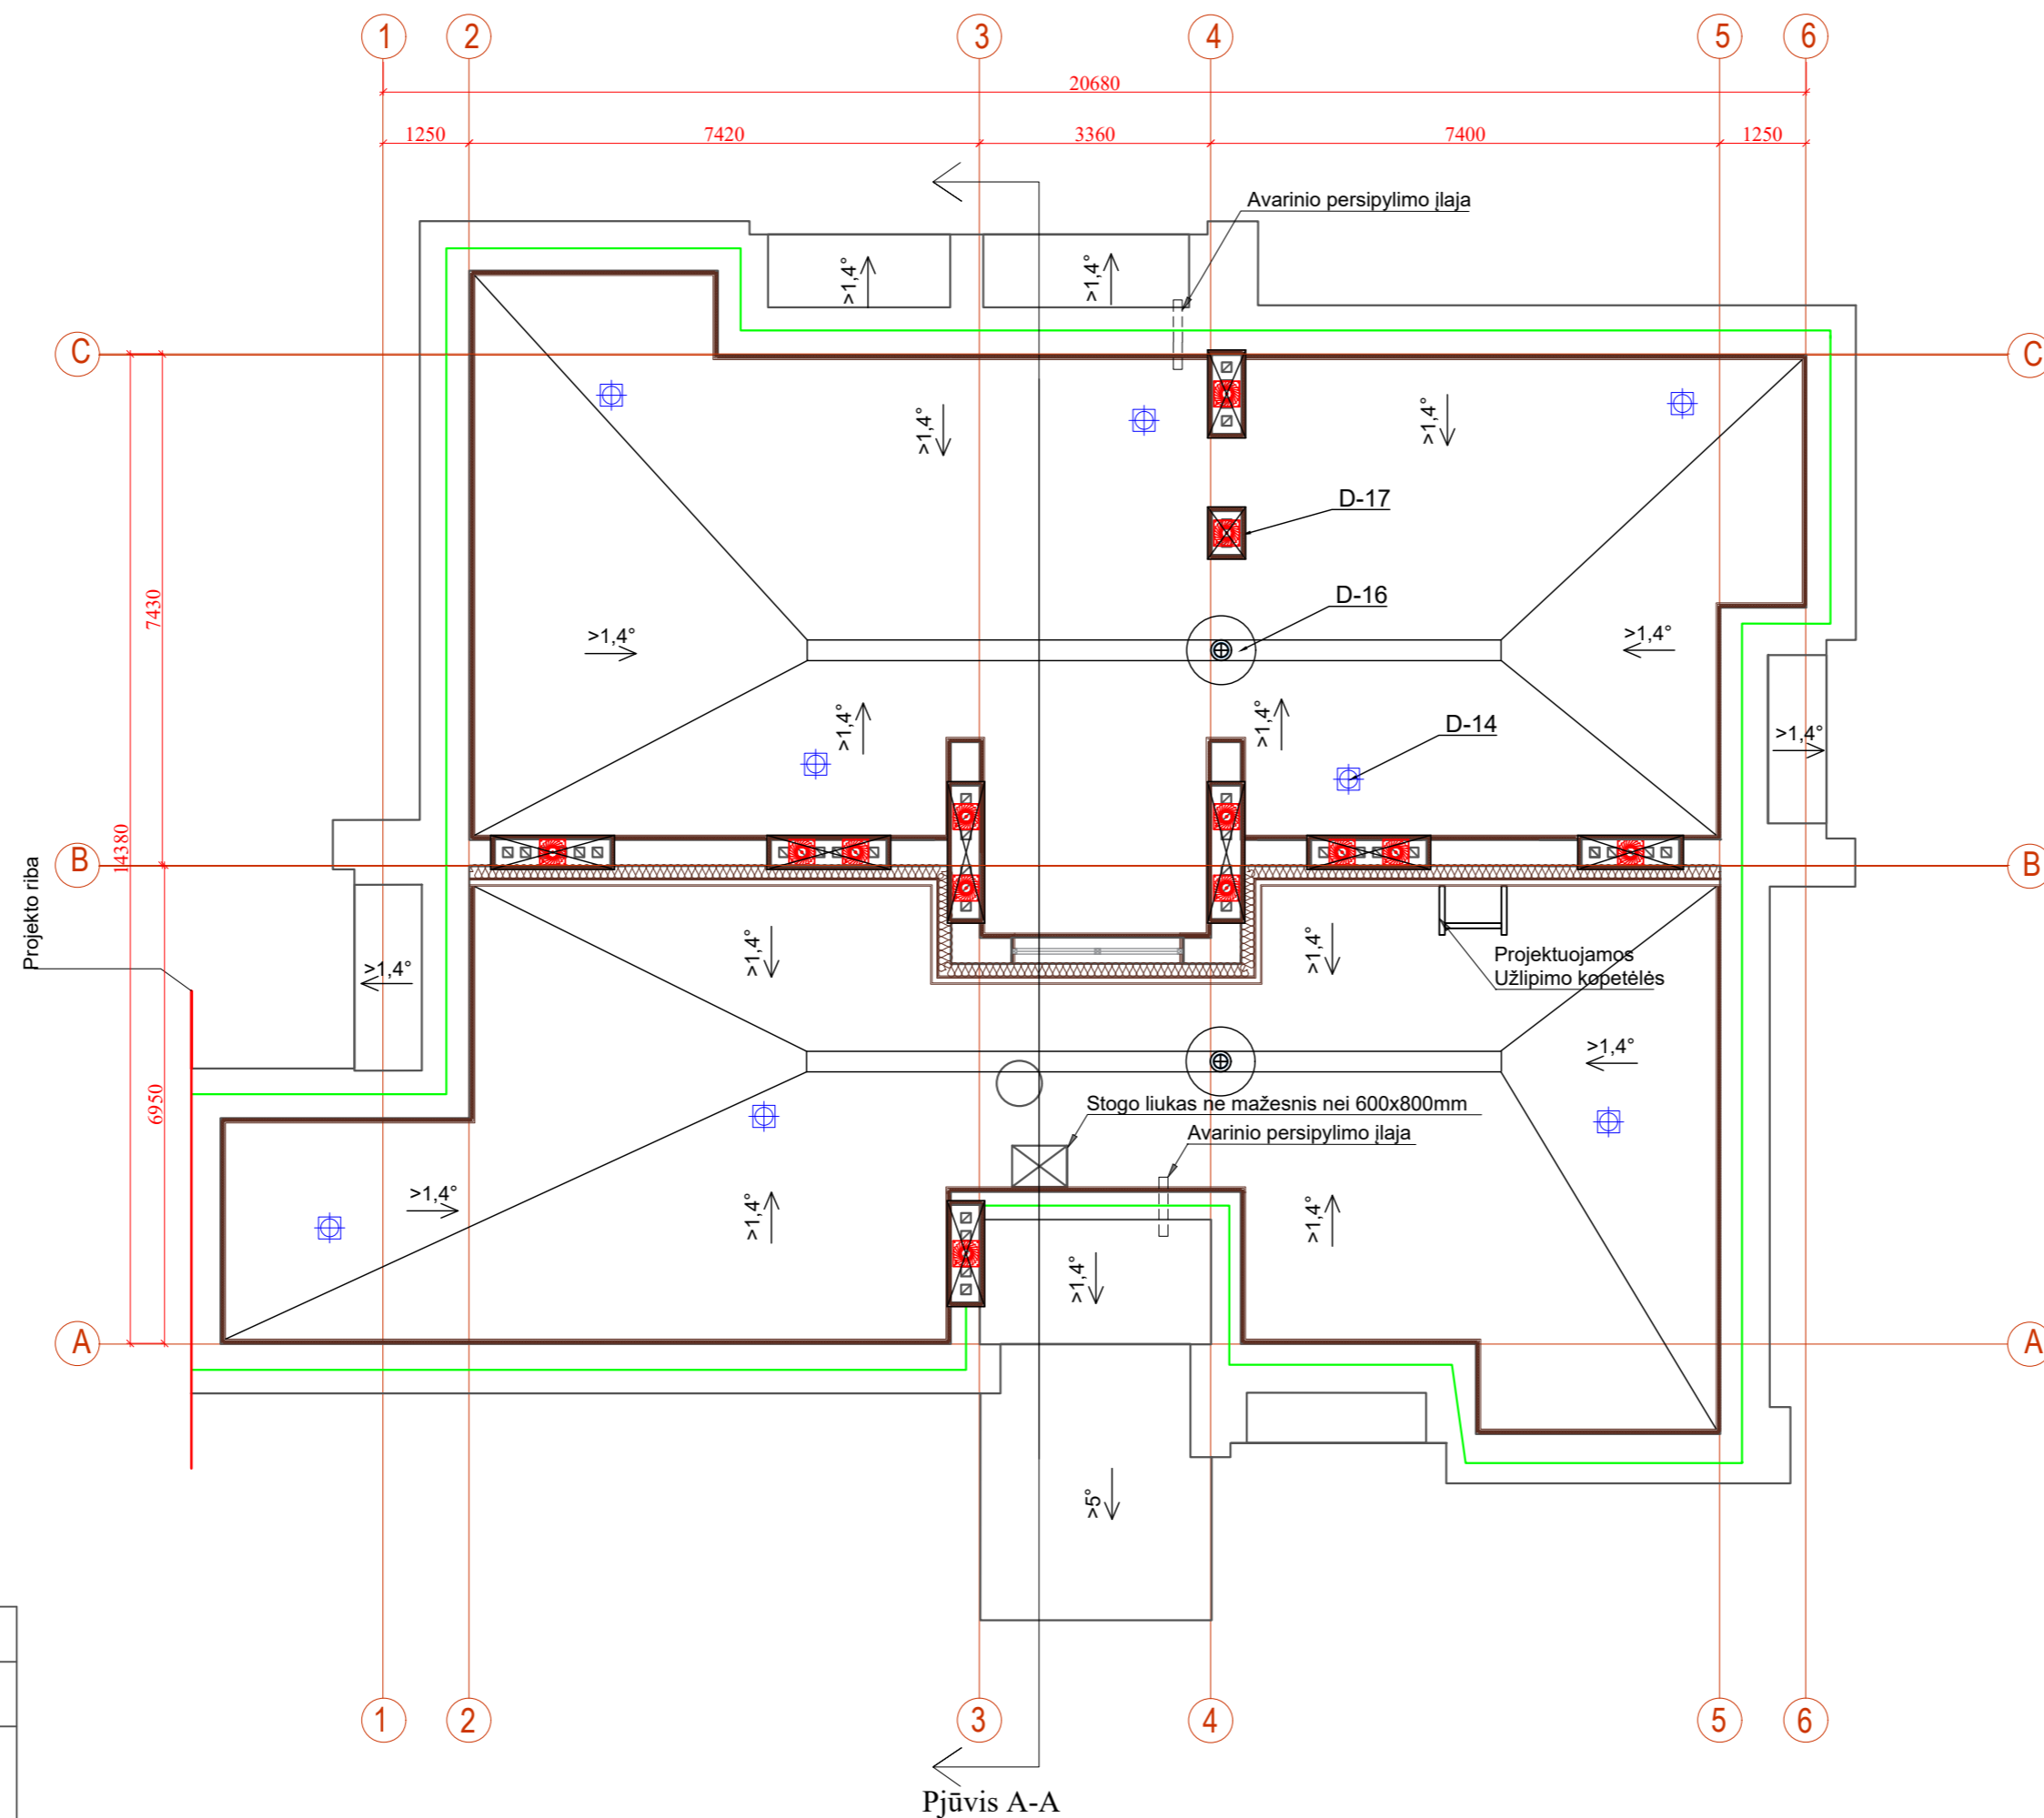 1 2 3 4 5 6
20680
1250 7420 3360 7400 1250
Avarinio persipylimo įlaja
>1,4° >1,4°
C C
>1,4° >1,4°
D-17
7430
D-16
>1,4° >1,4°
>1,4° >1,4°
D-14
>1,4°
14380
B B
Projekto riba
>1,4° >1,4°
Projektuojamos
Užlipimo kopetėlės
>1,4°
>1,4°
6950
Stogo liukas ne mažesnis nei 600x800mm
Avarinio persipylimo įlaja
>1,4°
>1,4° >1,4°
>1,4°
A A
>5°
1 2 3 4 5 6
Pjūvis A-A